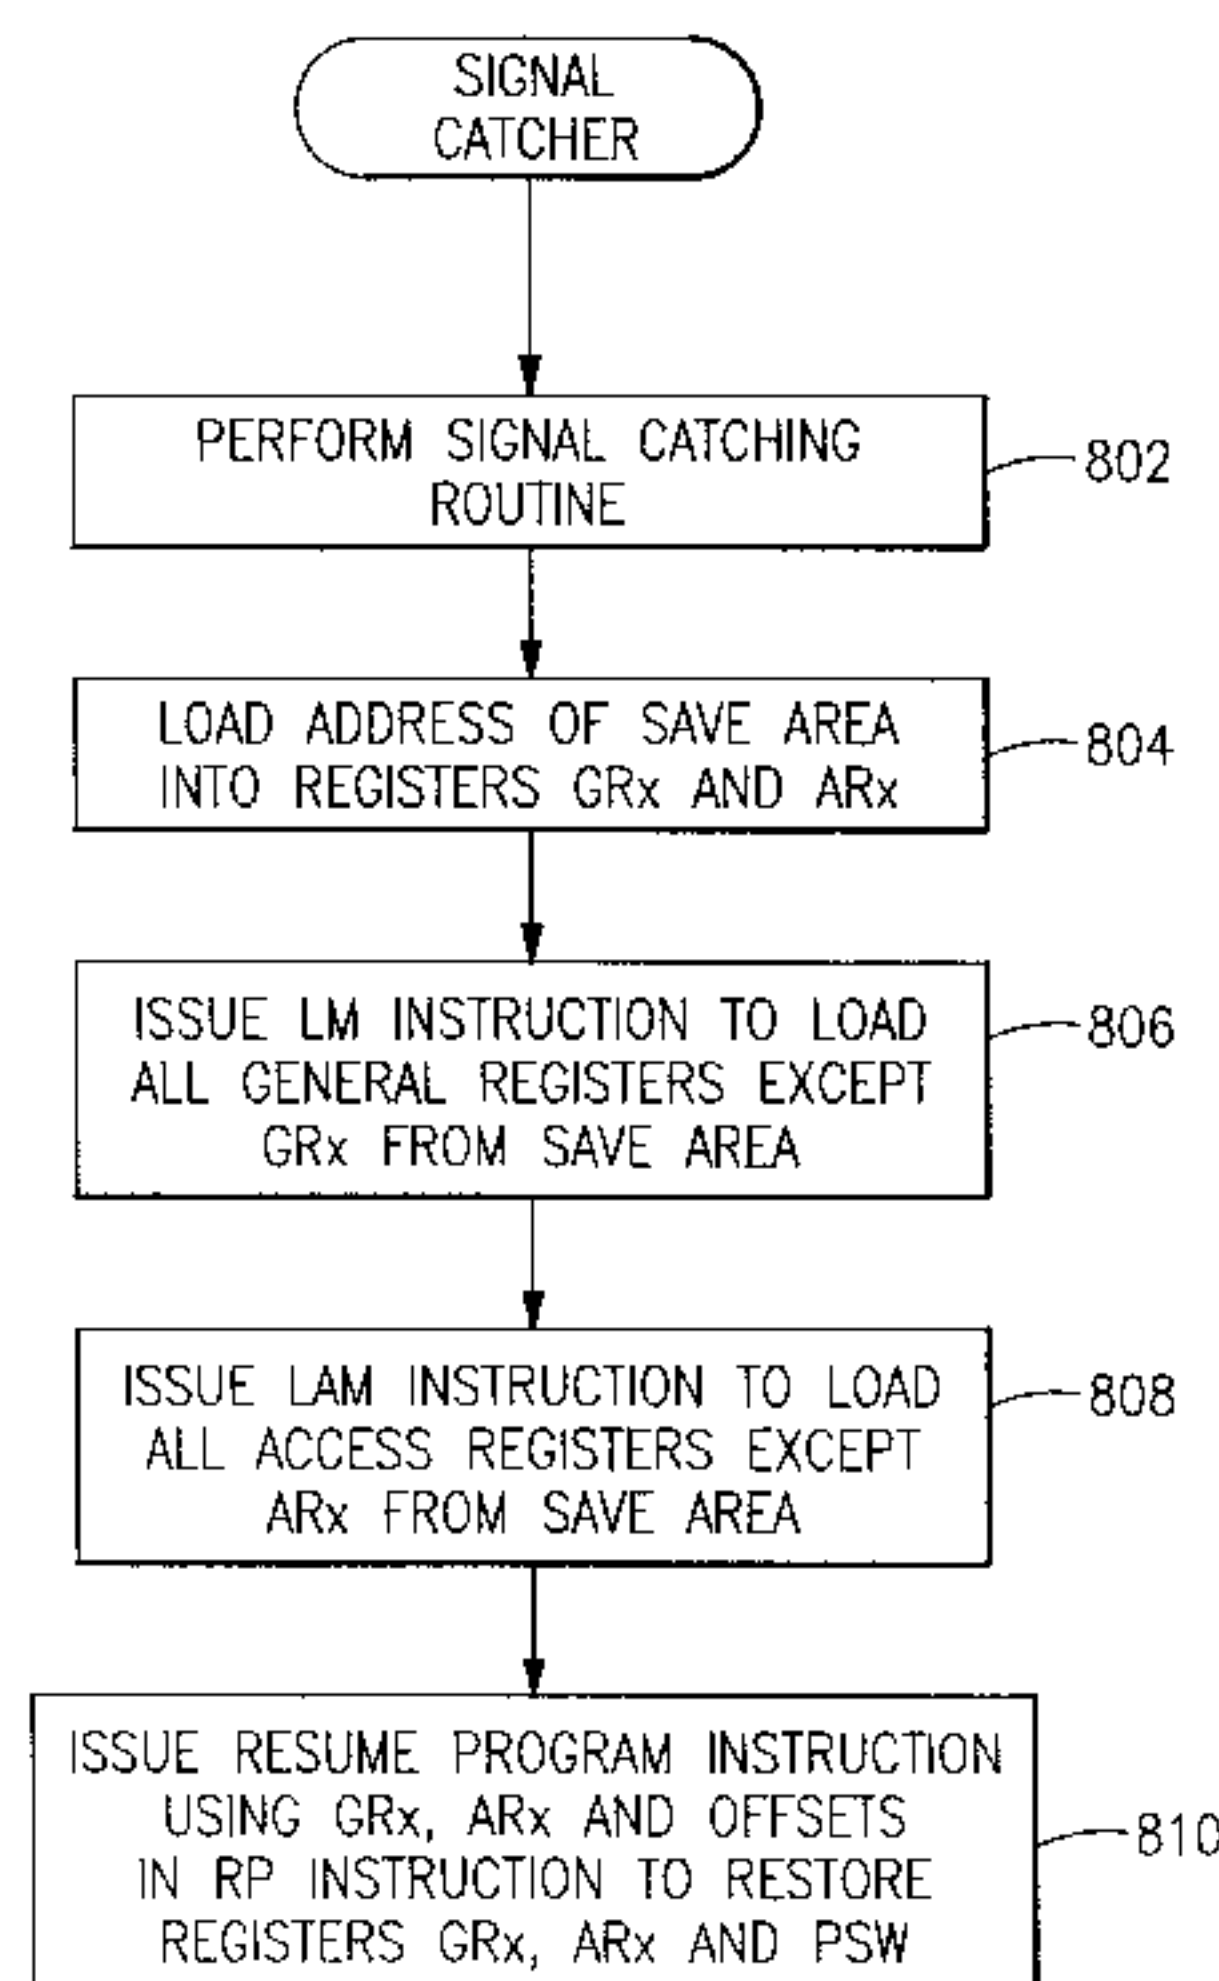 SIGNAL
CATCHER
PERFORM SIGNAL CATCHING
ROUTINE
802
LOAD ADDRESS OF SAVE AREA
INTO REGISTERS GRx AND ARx
804
ISSUE LM INSTRUCTION TO LOAD
ALL GENERAL REGISTERS EXCEPT
GRx FROM SAVE AREA
806
ISSUE LAM INSTRUCTION TO LOAD
ALL ACCESS REGISTERS EXCEPT
ARx FROM SAVE AREA
808
ISSUE RESUME PROGRAM INSTRUCTION
USING GRx, ARx AND OFFSETS
IN RP INSTRUCTION TO RESTORE
REGISTERS GRx, ARx AND PSW
810